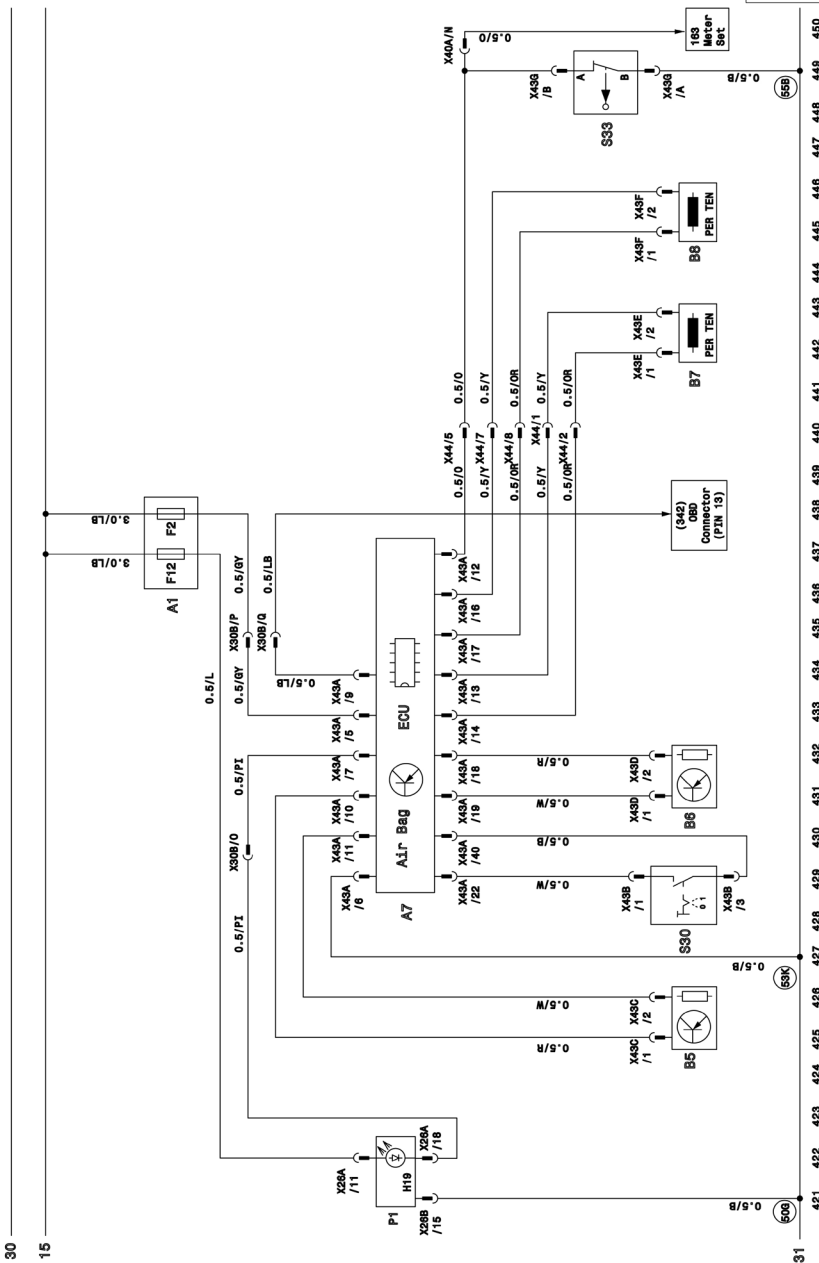 30
15
3.0/LB
3.0/LB
F12
F2
A1
0.5/GY
X30B/P
0.5/GY
0.5/LB
X30B/Q
0.5/LB
0.5/L
0.5/PI
X30B/O
0.5/PI
X26A
/11
P1
H19
X26A
/18
X26B
/15
0.5/B
50G
X43A
/6
X43A
/11
X43A
/10
X43A
/7
X43A
/5
X43A
/9
A7
Air Bag
ECU
X43A
/22
X43A
/40
X43A
/19
X43A
/18
X43A
/14
X43A
/13
X43A
/17
X43A
/16
X43A
/12
0.5/R
0.5/W
X43C
/1
X43C
/2
B5
0.5/B
53K
0.5/W
0.5/B
X43B
/1
X43B
/3
S30
0 1
0.5/W
0.5/R
X43D
/1
X43D
/2
B6
(342)
OBD
Connector
(PIN 13)
0.5/O
X44/5
0.5/O
0.5/Y
X44/7
0.5/Y
0.5/OR
X44/8
0.5/OR
0.5/Y
X44/1
0.5/Y
0.5/OR
X44/2
0.5/OR
X43E
/1
X43E
/2
PER TEN
B7
X43F
/1
X43F
/2
PER TEN
B8
X40A/N
0.5/O
163
Meter
Set
X43G
/B
A
B
X43G
/A
S33
0.5/B
55B
31
421 422 423 424 425 426 427 428 429 430 431 432 433 434 435 436 437 438 439 440 441 442 443 444 445 446 447 448 449 450